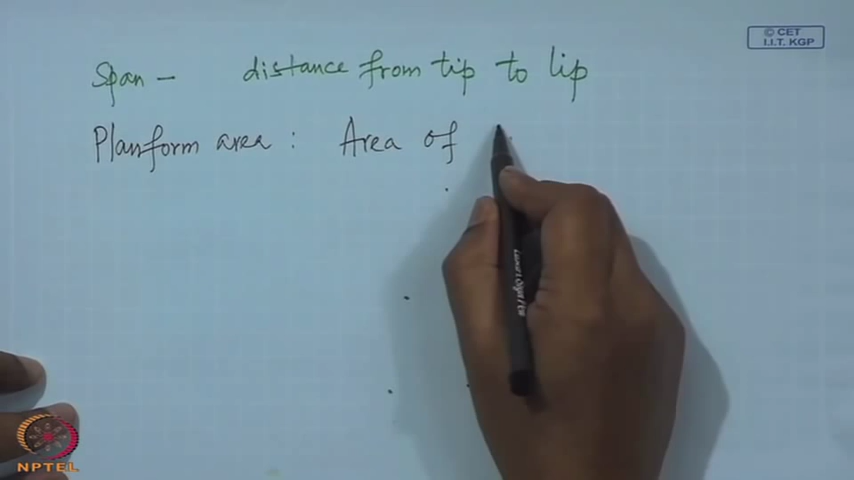 © CET
I.I.T. KGP
Span - distance from tip to lip
Planform area : Area of
NPTEL